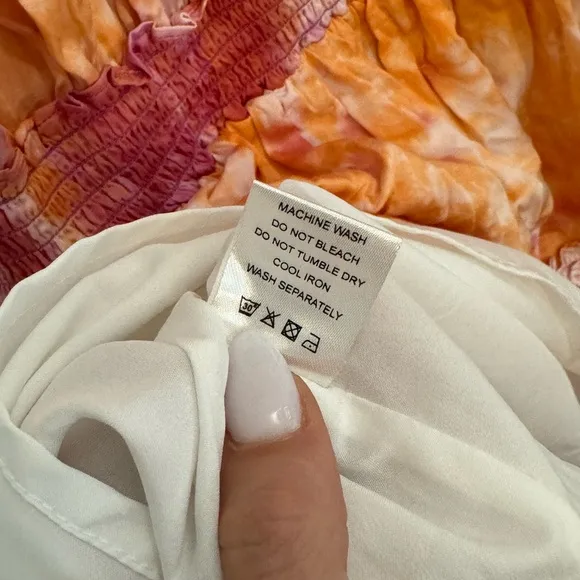 MACHINE WASH
DO NOT BLEACH
DO NOT TUMBLE DRY
COOL IRON
WASH SEPARATELY
30°